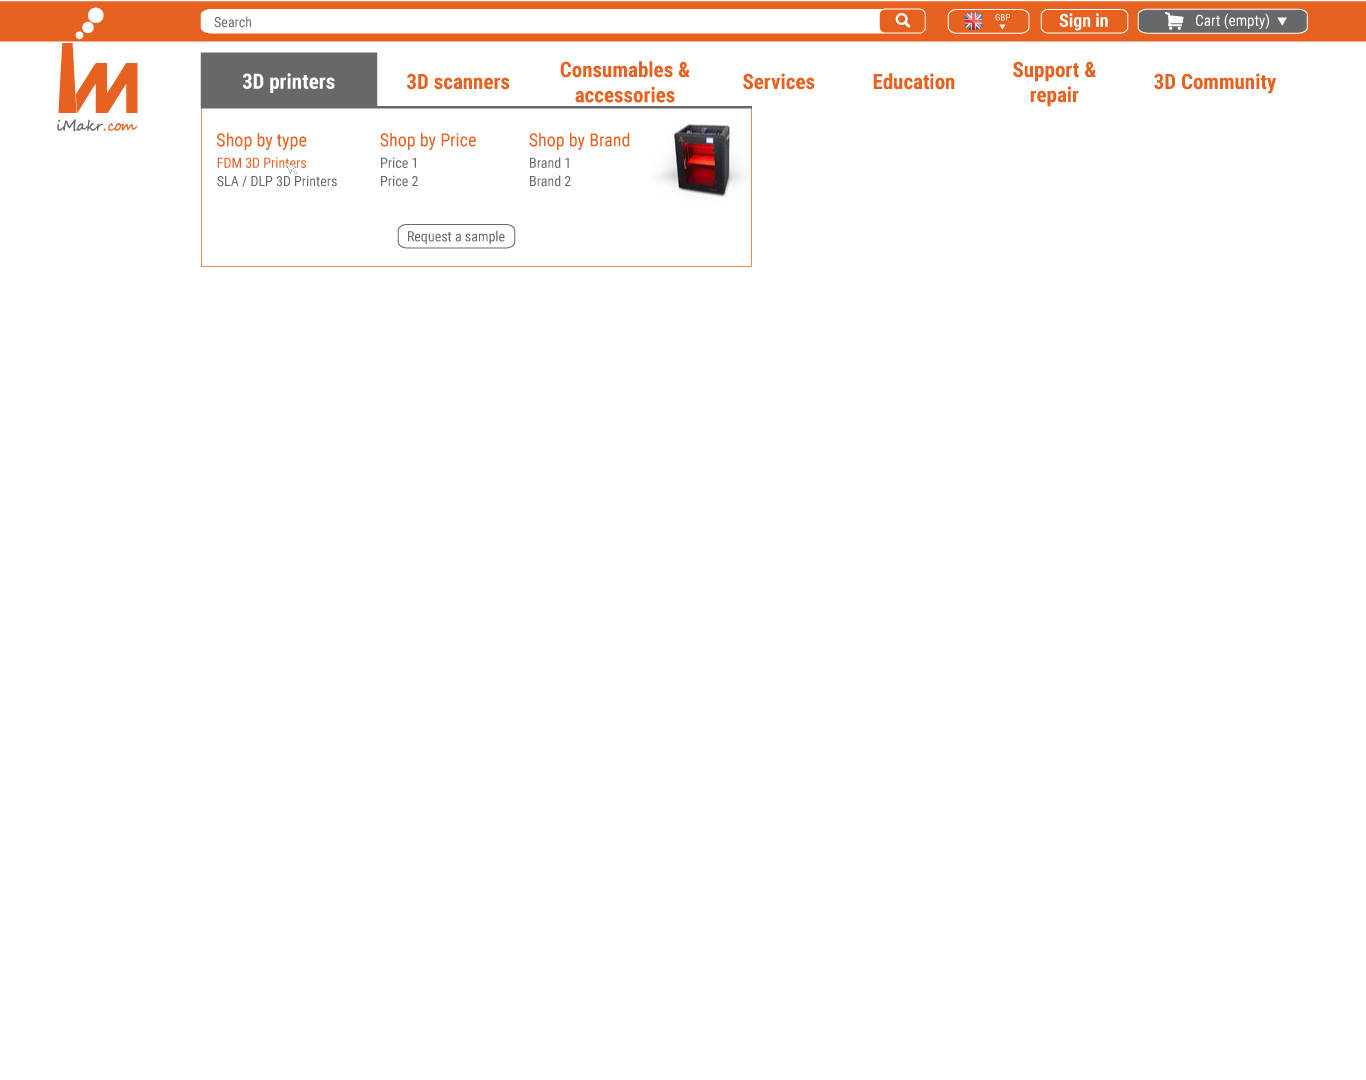 Search
GBP
Sign in
Cart (empty)
iMakr.com
3D printers
3D scanners
Consumables &
accessories
Services
Education
Support &
repair
3D Community
Shop by type
FDM 3D Printers
SLA / DLP 3D Printers
Shop by Price
Price 1
Price 2
Shop by Brand
Brand 1
Brand 2
Request a sample